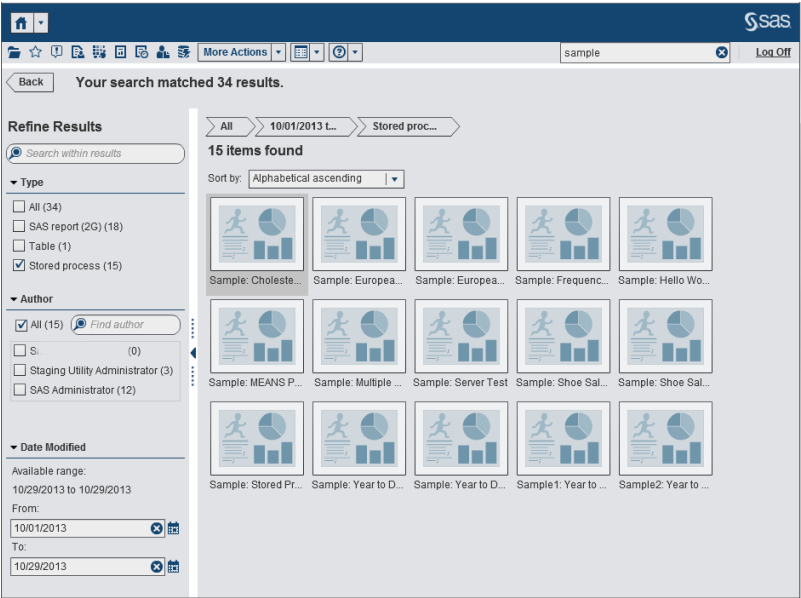 sas
More Actions
sample
Log Off
Back
Your search matched 34 results.
Refine Results
Search within results
Type
All (34)
SAS report (2G) (18)
Table (1)
Stored process (15)
Author
All (15)
Find author
(0)
Staging Utility Administrator (3)
SAS Administrator (12)
Date Modified
Available range:
10/29/2013 to 10/29/2013
From:
10/01/2013
To:
10/29/2013
All
10/01/2013 t...
Stored proc...
15 items found
Sort by:
Alphabetical ascending
Sample: Choleste...
Sample: Europea...
Sample: Europea...
Sample: Frequenc...
Sample: Hello Wo...
Sample: MEANS P...
Sample: Multiple ...
Sample: Server Test
Sample: Shoe Sal...
Sample: Shoe Sal...
Sample: Stored Pr...
Sample: Year to D...
Sample: Year to D...
Sample1: Year to ...
Sample2: Year to ...